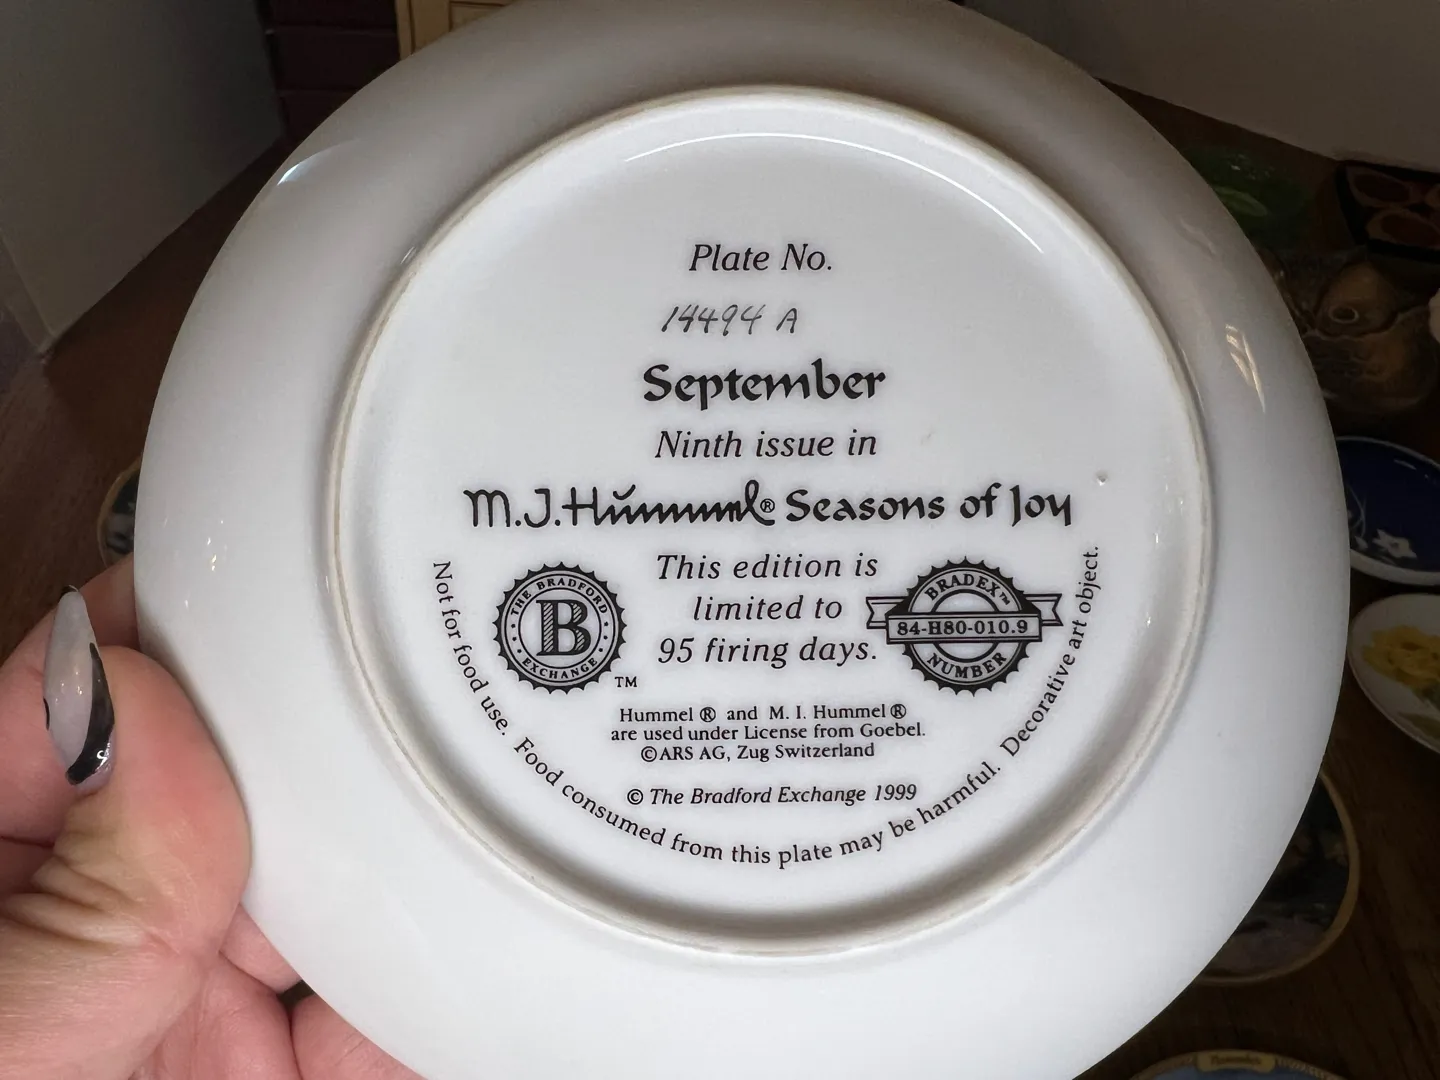 Plate No.
14494 A
September
Ninth issue in
M.J. Hummel® Seasons of Joy
This edition is
limited to
95 firing days.
THE BRADFORD
B
EXCHANGE
TM
BRADEX™
84-H80-010.9
NUMBER
Hummel ® and M. I. Hummel ®
are used under License from Goebel.
© ARS AG, Zug Switzerland
© The Bradford Exchange 1999
Not for food use. Food consumed from this plate may be harmful. Decorative art object.